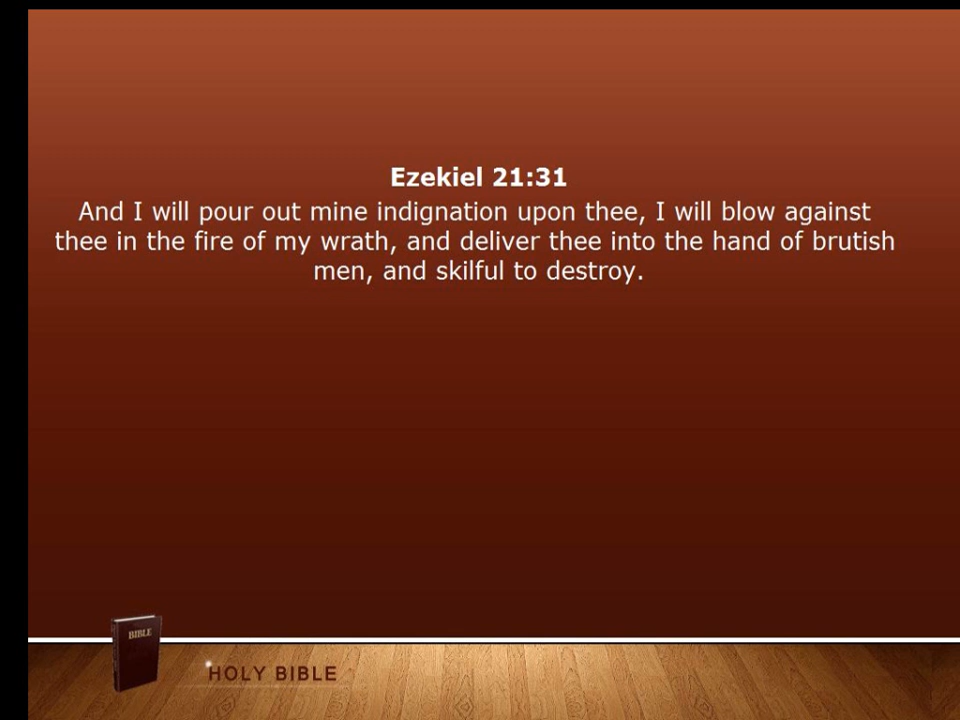 Ezekiel 21:31
And I will pour out mine indignation upon thee, I will blow against
thee in the fire of my wrath, and deliver thee into the hand of brutish
men, and skilful to destroy.
BIBLE
HOLY BIBLE